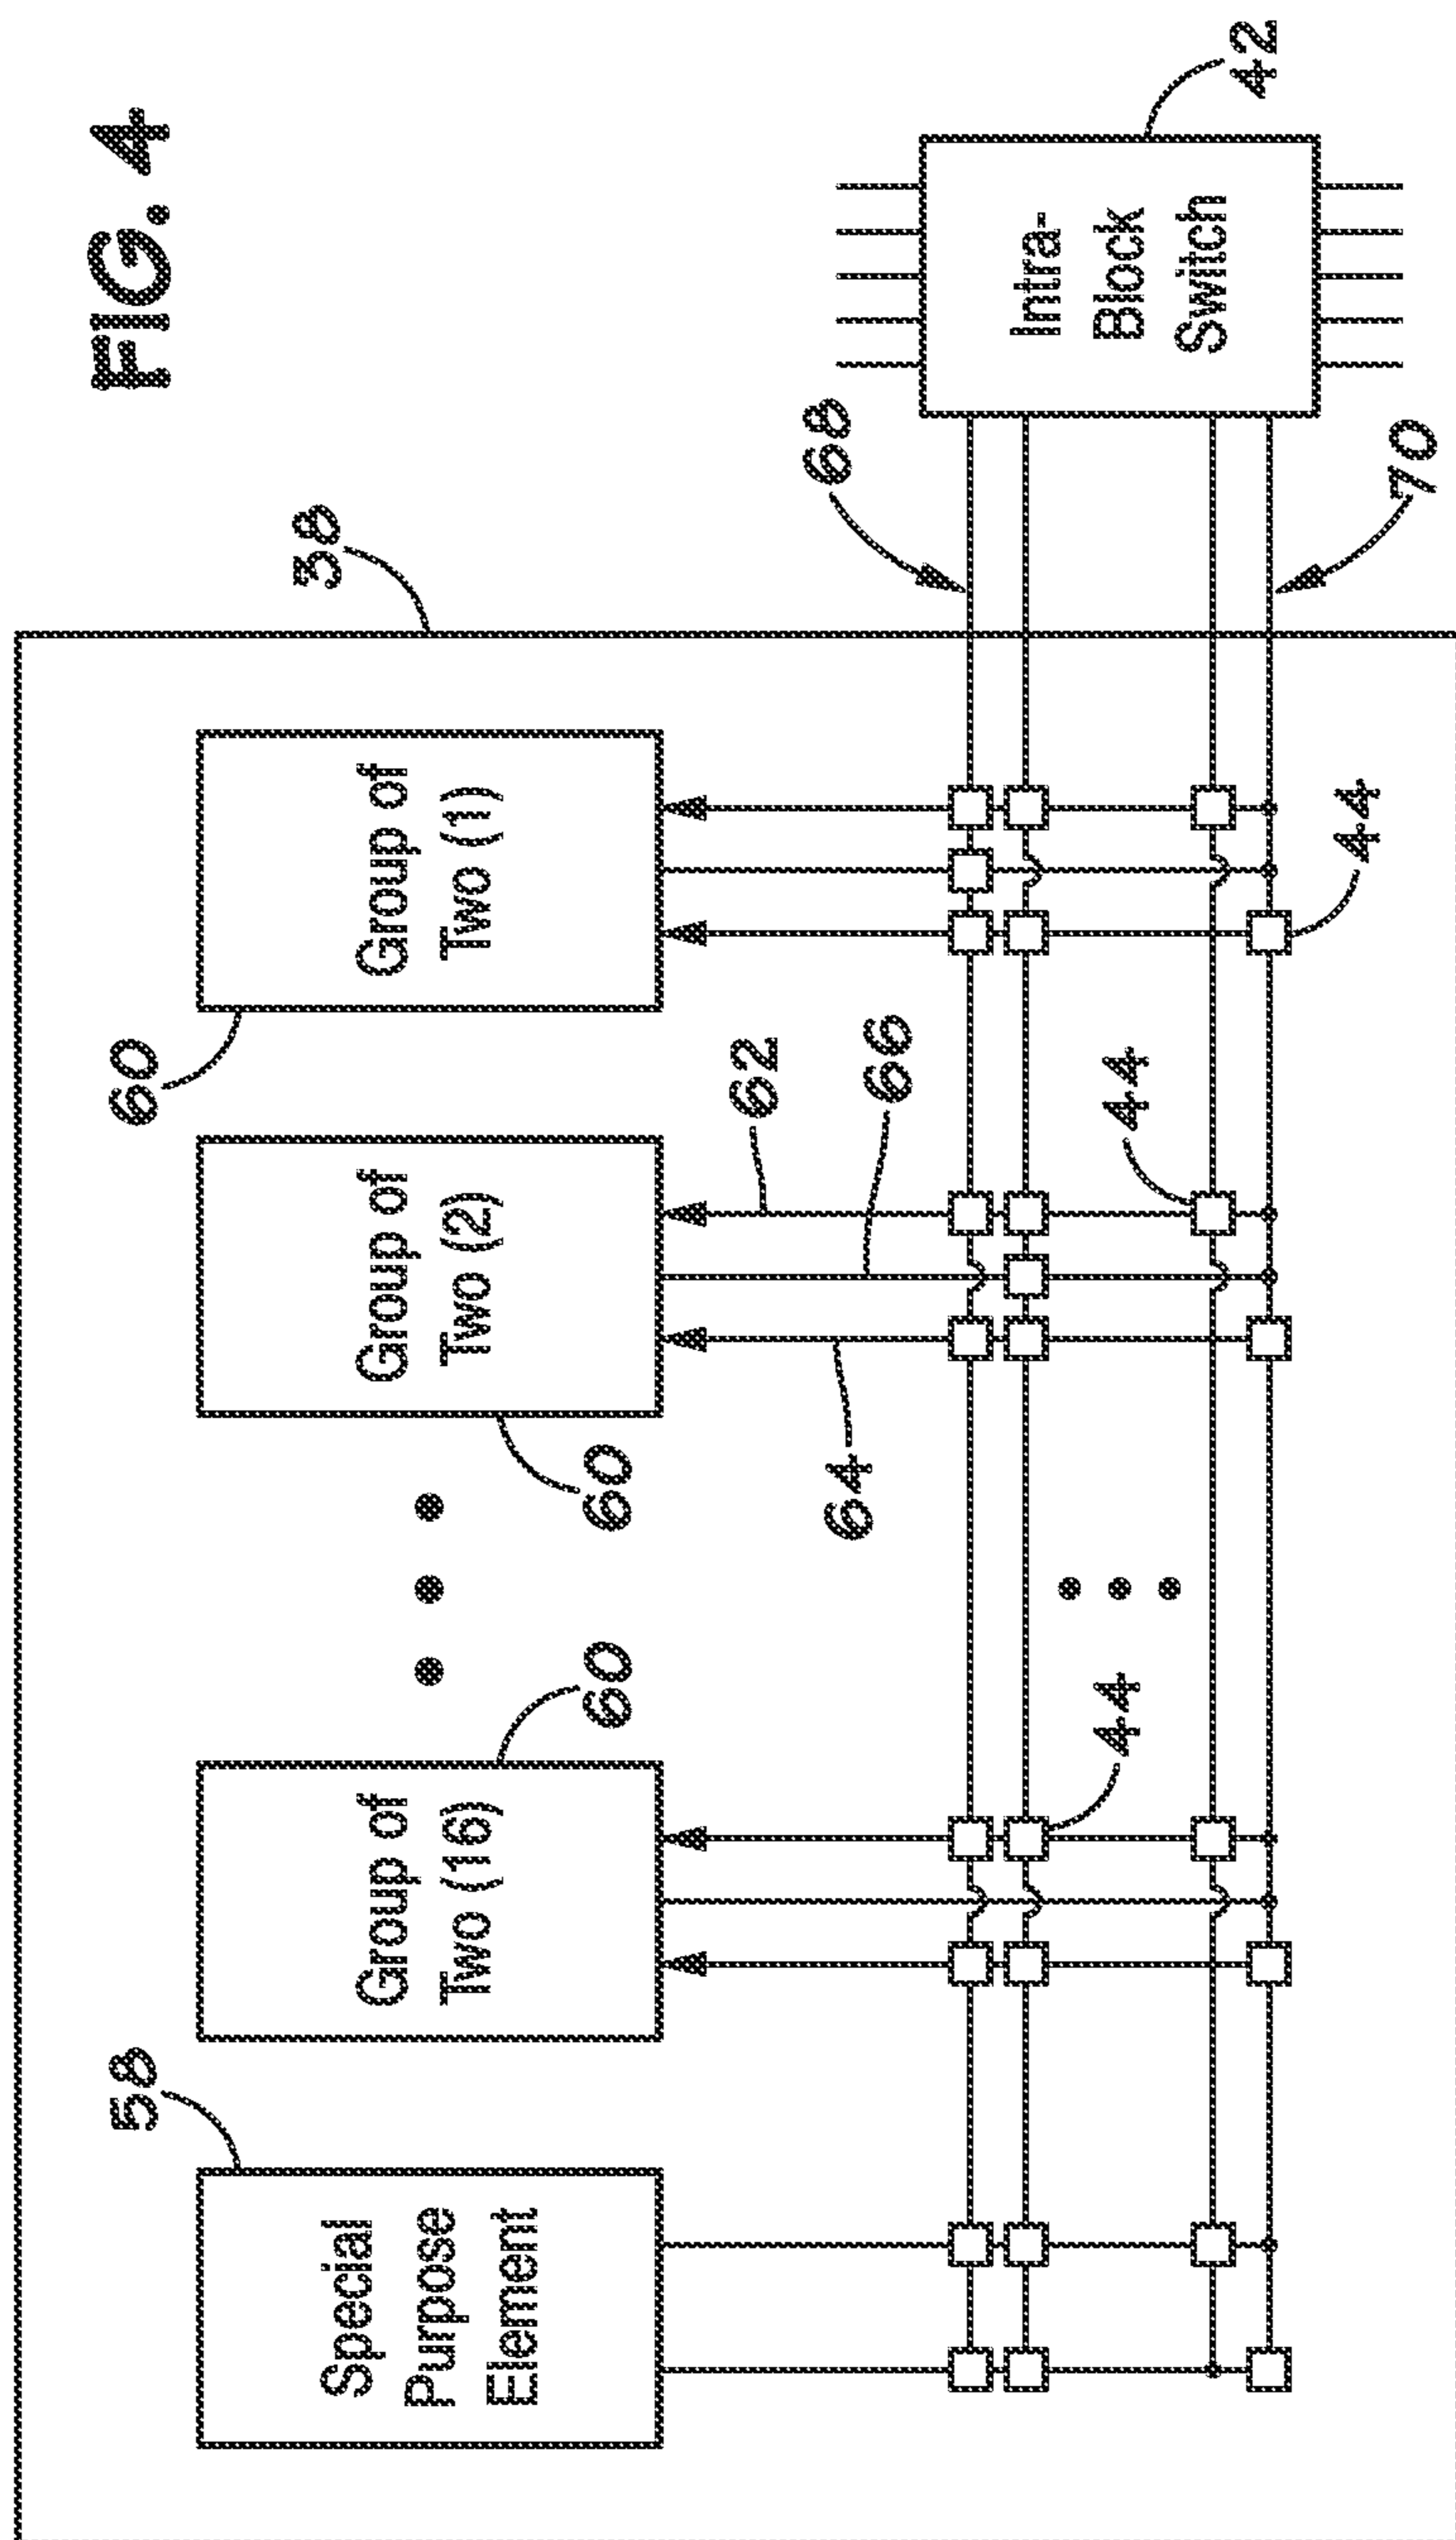 FIG. 4
58
60
38
Special
Purpose
Element
Group of
Two (16)
Group of
Two (2)
Group of
Two (1)
60
60
62
68
64
66
44
44
Intra-
Block
Switch
42
44
70